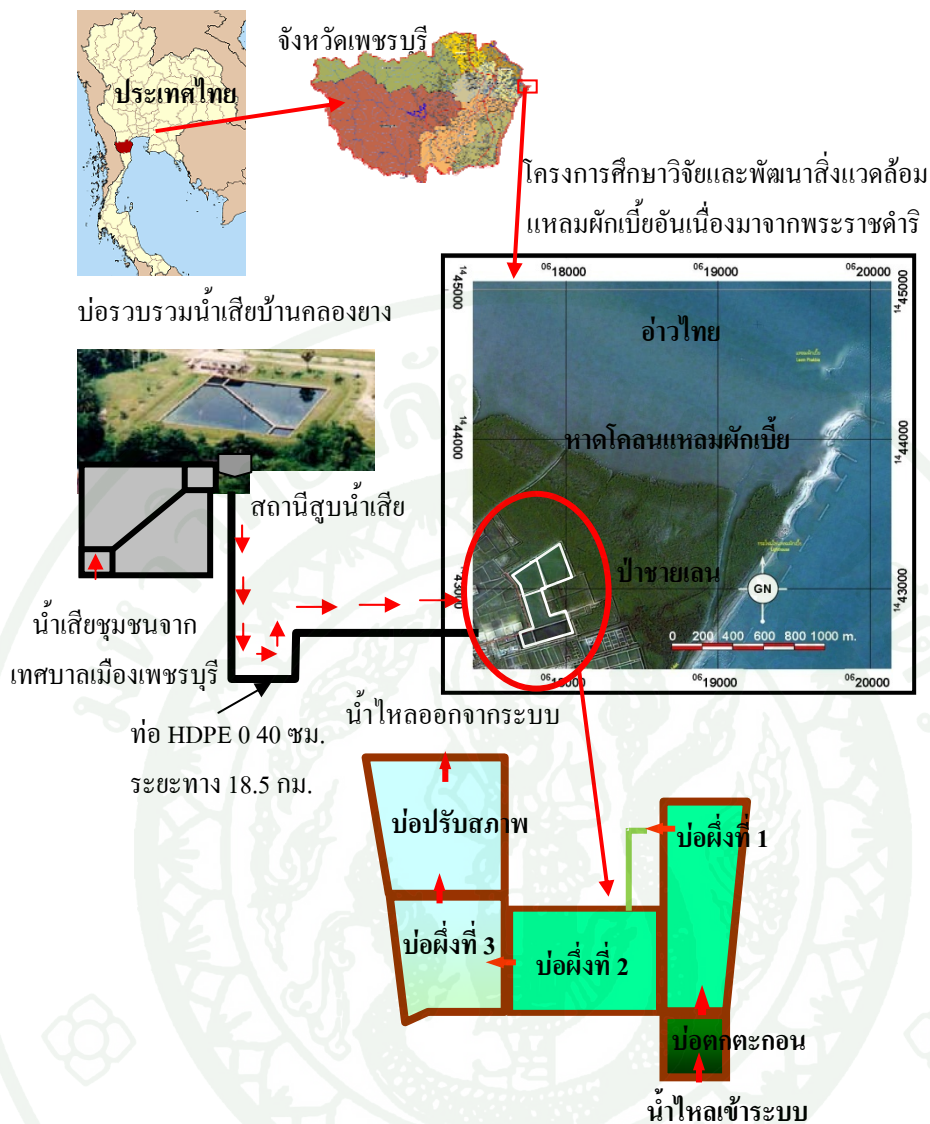 จังหวัดเพชรบุรี
ประเทศไทย
โครงการศึกษาวิจัยและพัฒนาสิ่งแวดล้อม
แหลมผักเบี้ยอันเนื่องมาจากพระราชดำริ
บ่อรวบรวมน้ำเสียบ้านคลองยาง
0618000 0619000 0620000
1445000 1445000
อ่าวไทย
1444000 1444000
หาดโคลนแหลมผักเบี้ย
สถานีสูบน้ำเสีย
ป่าชายเลน
1443000 1443000
GN
น้ำเสียชุมชนจาก
เทศบาลเมืองเพชรบุรี
0 200 400 600 800 1000 m.
0618000 0619000 0620000
น้ำไหลออกจากระบบ
ท่อ HDPE 0 40 ซม.
ระยะทาง 18.5 กม.
บ่อปรับสภาพ
บ่อผึ่งที่ 1
บ่อผึ่งที่ 3
บ่อผึ่งที่ 2
บ่อตกตะกอน
น้ำไหลเข้าระบบ